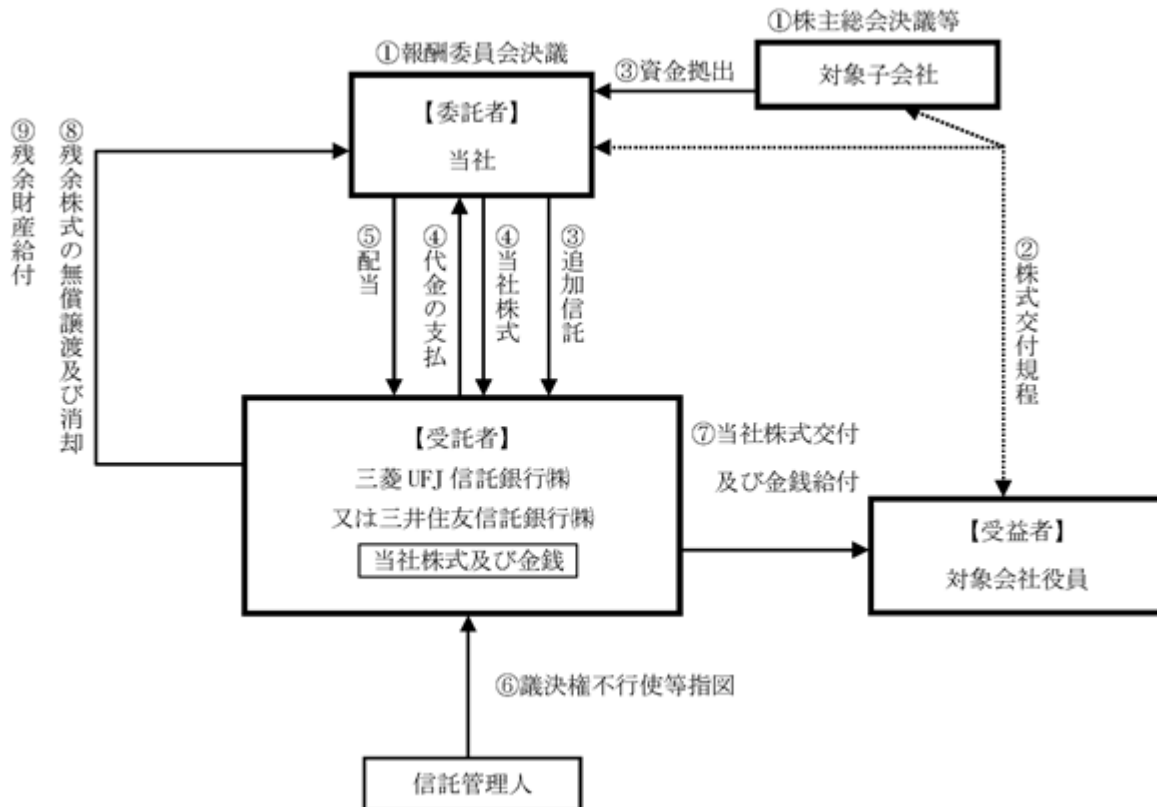 ①株主総会決議等
対象子会社
①報酬委員会決議
③資金拠出
【委託者】
当社
⑨残余財産給付
⑧残余株式の無償譲渡及び消却
⑤配当
④代金の支払
④当社株式
③追加信託
②株式交付規程
【受託者】
三菱 UFJ 信託銀行㈱
又は三井住友信託銀行㈱
当社株式及び金銭
⑦当社株式交付
及び金銭給付
【受益者】
対象会社役員
⑥議決権不行使等指図
信託管理人